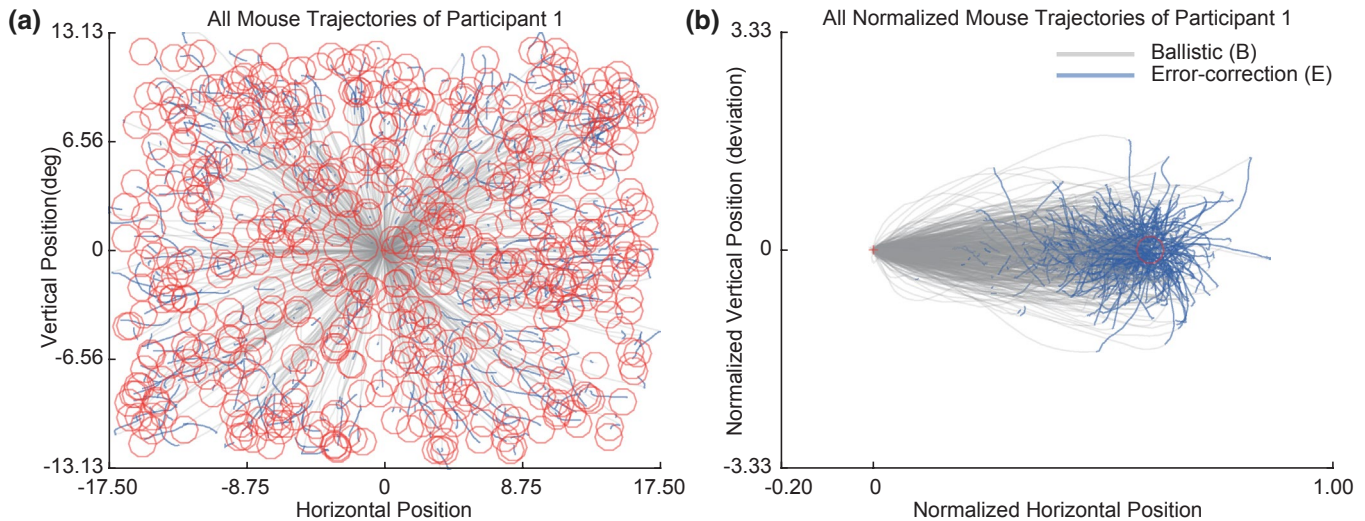 (a)
All Mouse Trajectories of Participant 1
13.13
6.56
0
-6.56
-13.13
Vertical Position(deg)
-17.50
-8.75
0
8.75
17.50
Horizontal Position
(b)
All Normalized Mouse Trajectories of Participant 1
3.33
0
-3.33
Normalized Vertical Position (deviation)
Ballistic (B)
Error-correction (E)
-0.20
0
1.00
Normalized Horizontal Position